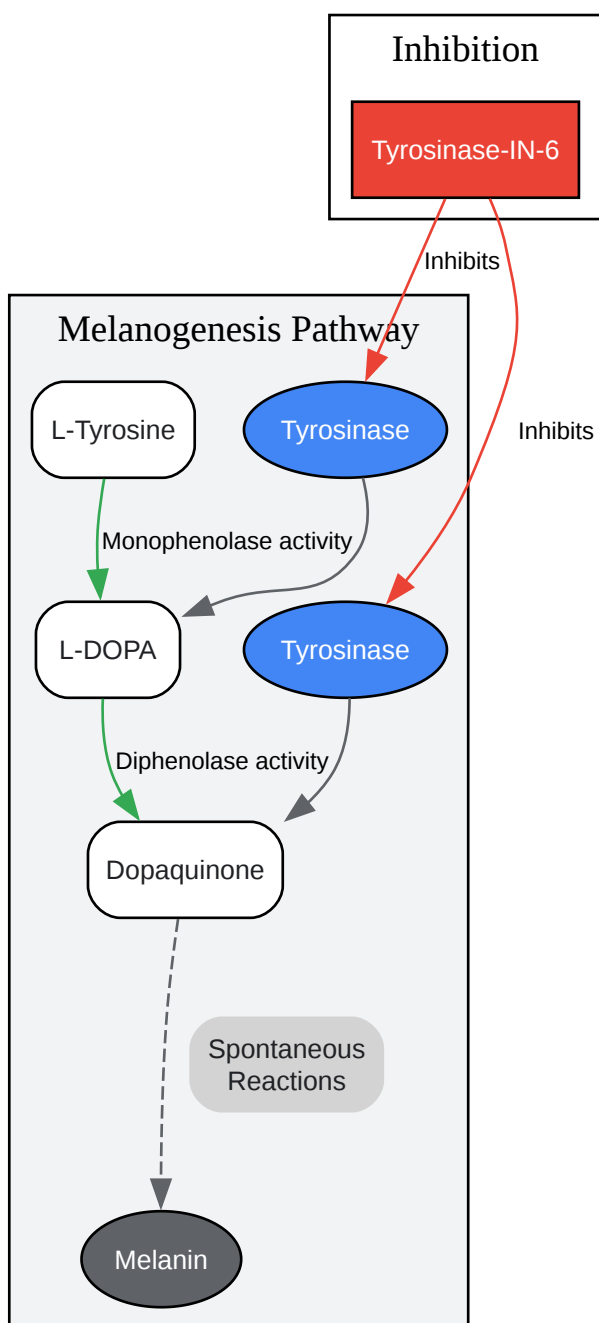 Inhibition
Tyrosinase-IN-6
Inhibits
Melanogenesis Pathway
L-Tyrosine
Tyrosinase
Inhibits
Monophenolase activity
L-DOPA
Tyrosinase
Diphenolase activity
Dopaquinone
Spontaneous
Reactions
Melanin